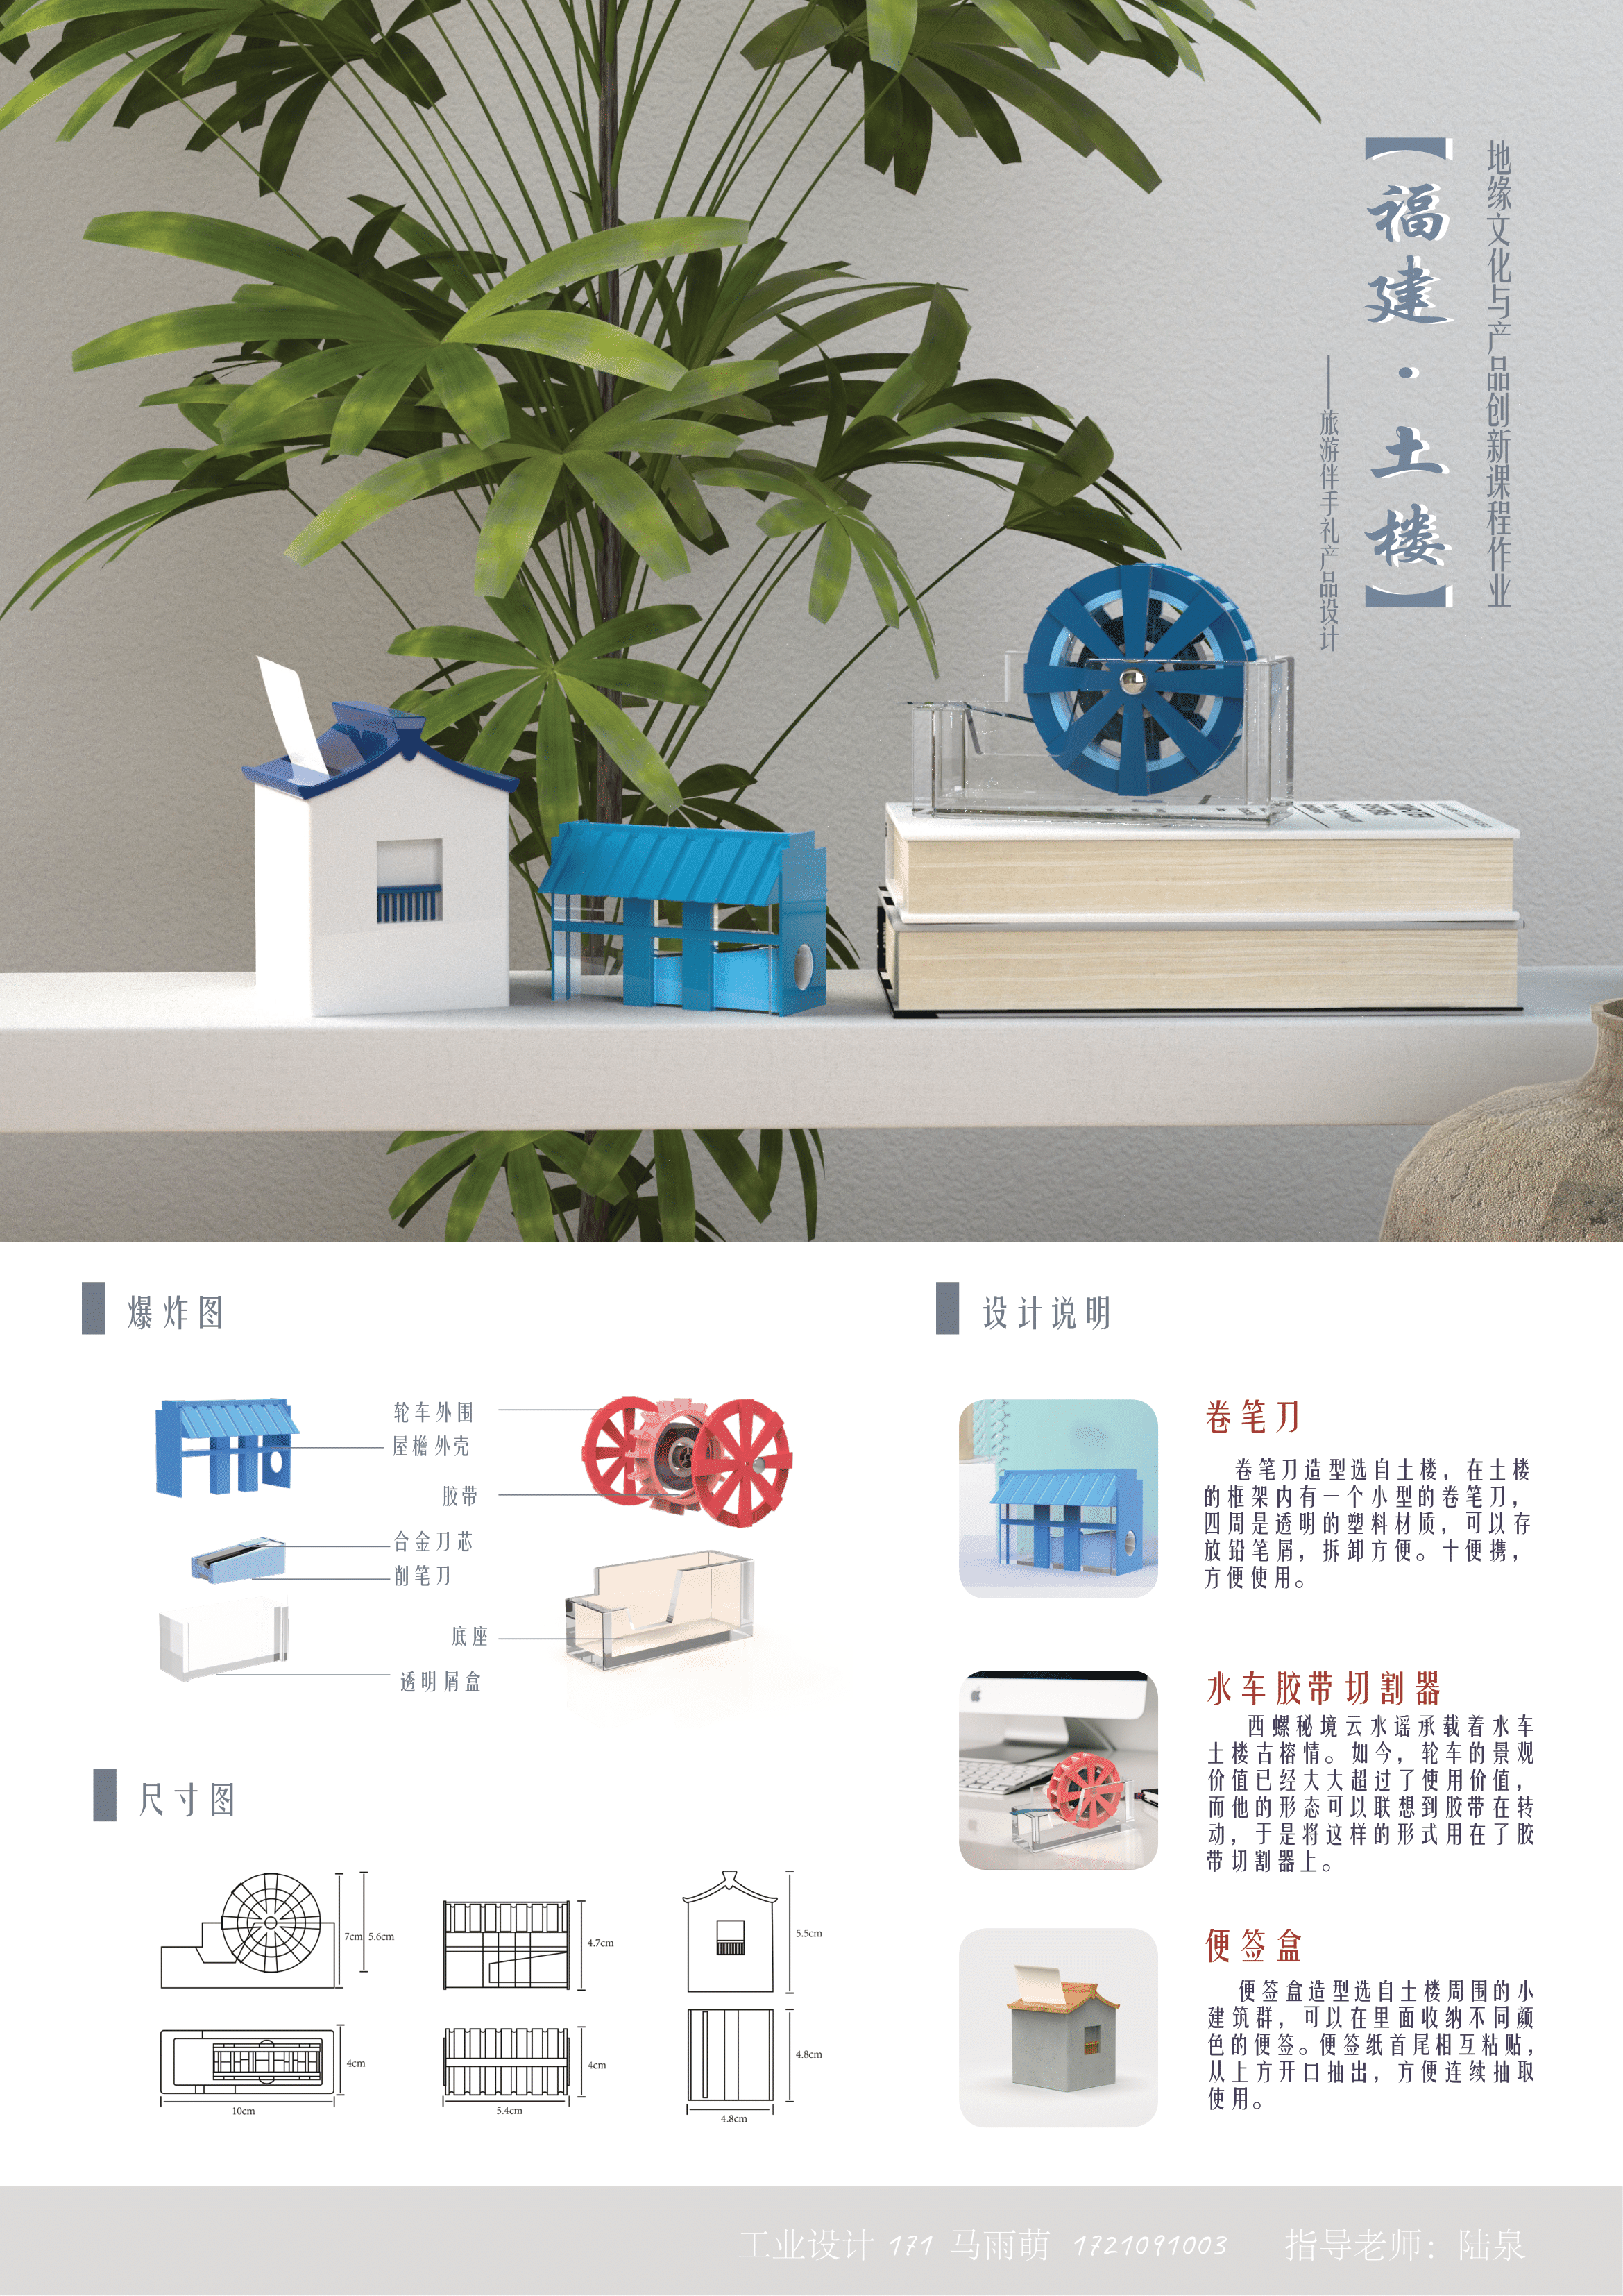 地缘文化与产品创新课程作业
【福建·土楼】
——旅游伴手礼产品设计
爆炸图
轮车外围
屋檐外壳
胶带
合金刀芯
削笔刀
底座
透明屑盒
尺寸图
7cm
5.6cm
4.7cm
5.5cm
4cm
10cm
4cm
5.4cm
4.8cm
4.8cm
设计说明
卷笔刀
卷笔刀造型选自土楼，在土楼
的框架内有一个小型的卷笔刀，
四周是透明的塑料材质，可以存
放铅笔屑，拆卸方便。十便携，
方便使用。
水车胶带切割器
西螺秘境云水谣承载着水车
土楼古榕情。如今，轮车的景观
价值已经大大超过了使用价值，
而他的形态可以联想到胶带在转
动，于是将这样的形式用在了胶
带切割器上。
便签盒
便签盒造型选自土楼周围的小
建筑群，可以在里面收纳不同颜
色的便签。便签纸首尾相互粘贴，
从上方开口抽出，方便连续抽取
使用。
工业设计 171 马雨萌 1721091003 指导老师：陆泉